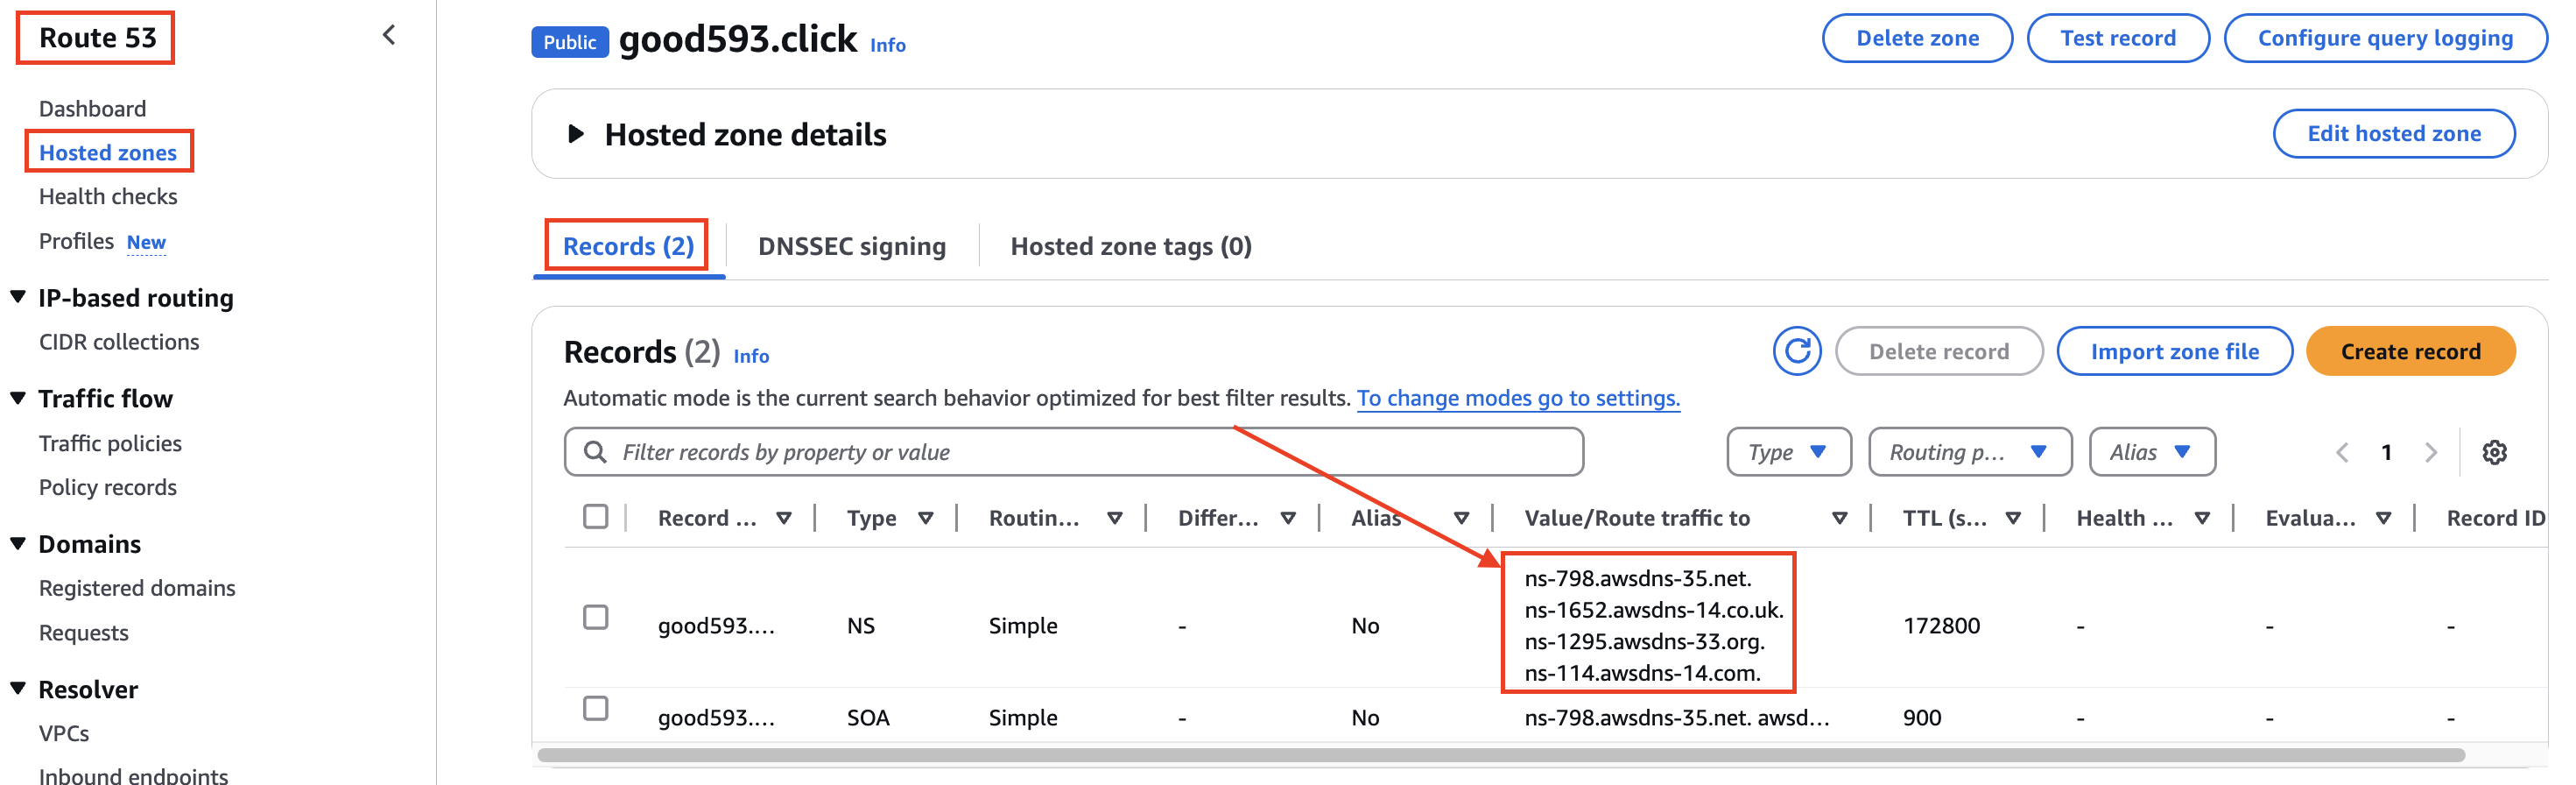 Route 53
Dashboard
Hosted zones
Health checks
Profiles New
IP-based routing
CIDR collections
Traffic flow
Traffic policies
Policy records
Domains
Registered domains
Requests
Resolver
VPCs
Inbound endpoints
Public good593.click Info
Delete zone Test record Configure query logging
Hosted zone details
Edit hosted zone
Records (2) DNSSEC signing Hosted zone tags (0)
Records (2) Info
Delete record Import zone file Create record
Automatic mode is the current search behavior optimized for best filter results. To change modes go to settings.
Filter records by property or value Type Routing p... Alias 1
Record ... Type Routin... Differ... Alias Value/Route traffic to TTL (s... Health ... Evalua... Record ID
good593.... NS Simple - No ns-798.awsdns-35.net.
ns-1652.awsdns-14.co.uk.
ns-1295.awsdns-33.org.
ns-114.awsdns-14.com. 172800 - - -
good593.... SOA Simple - No ns-798.awsdns-35.net. awsd... 900 - - -